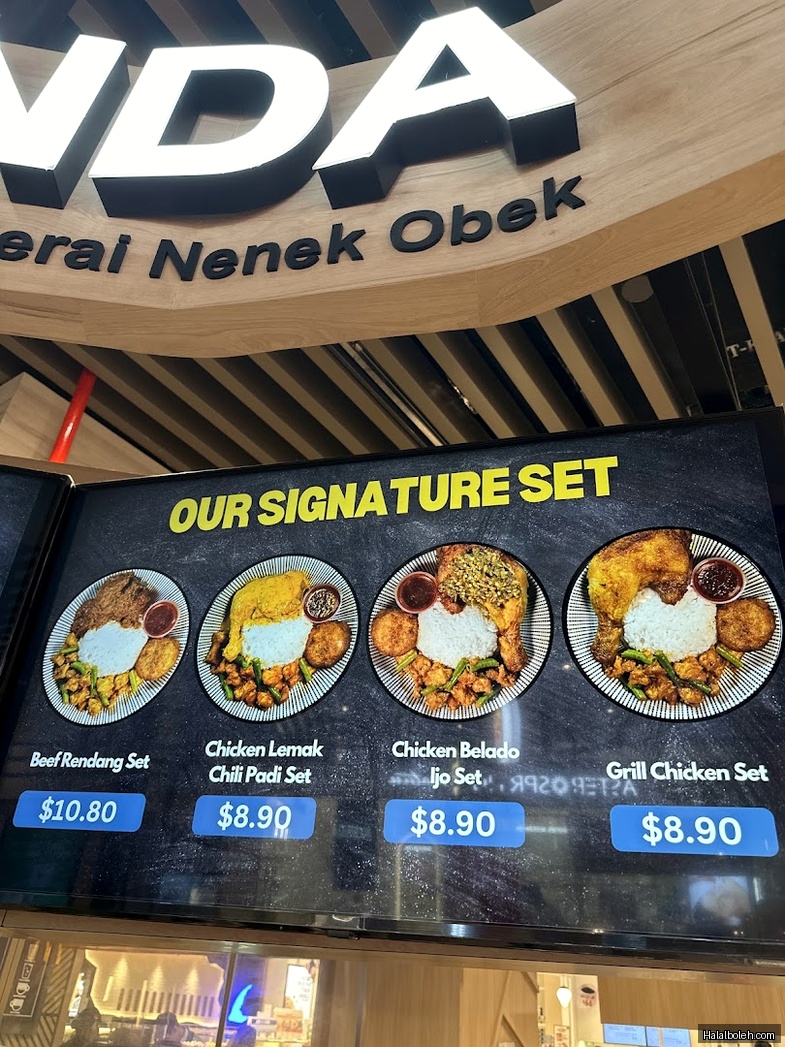 NDA
erai Nenek Obek
OUR SIGNATURE SET
Beef Rendang Set
$10.80
Chicken Lemak
Chili Padi Set
$8.90
Chicken Belado
Ijo Set
$8.90
Grill Chicken Set
$8.90
Halalboleh.com